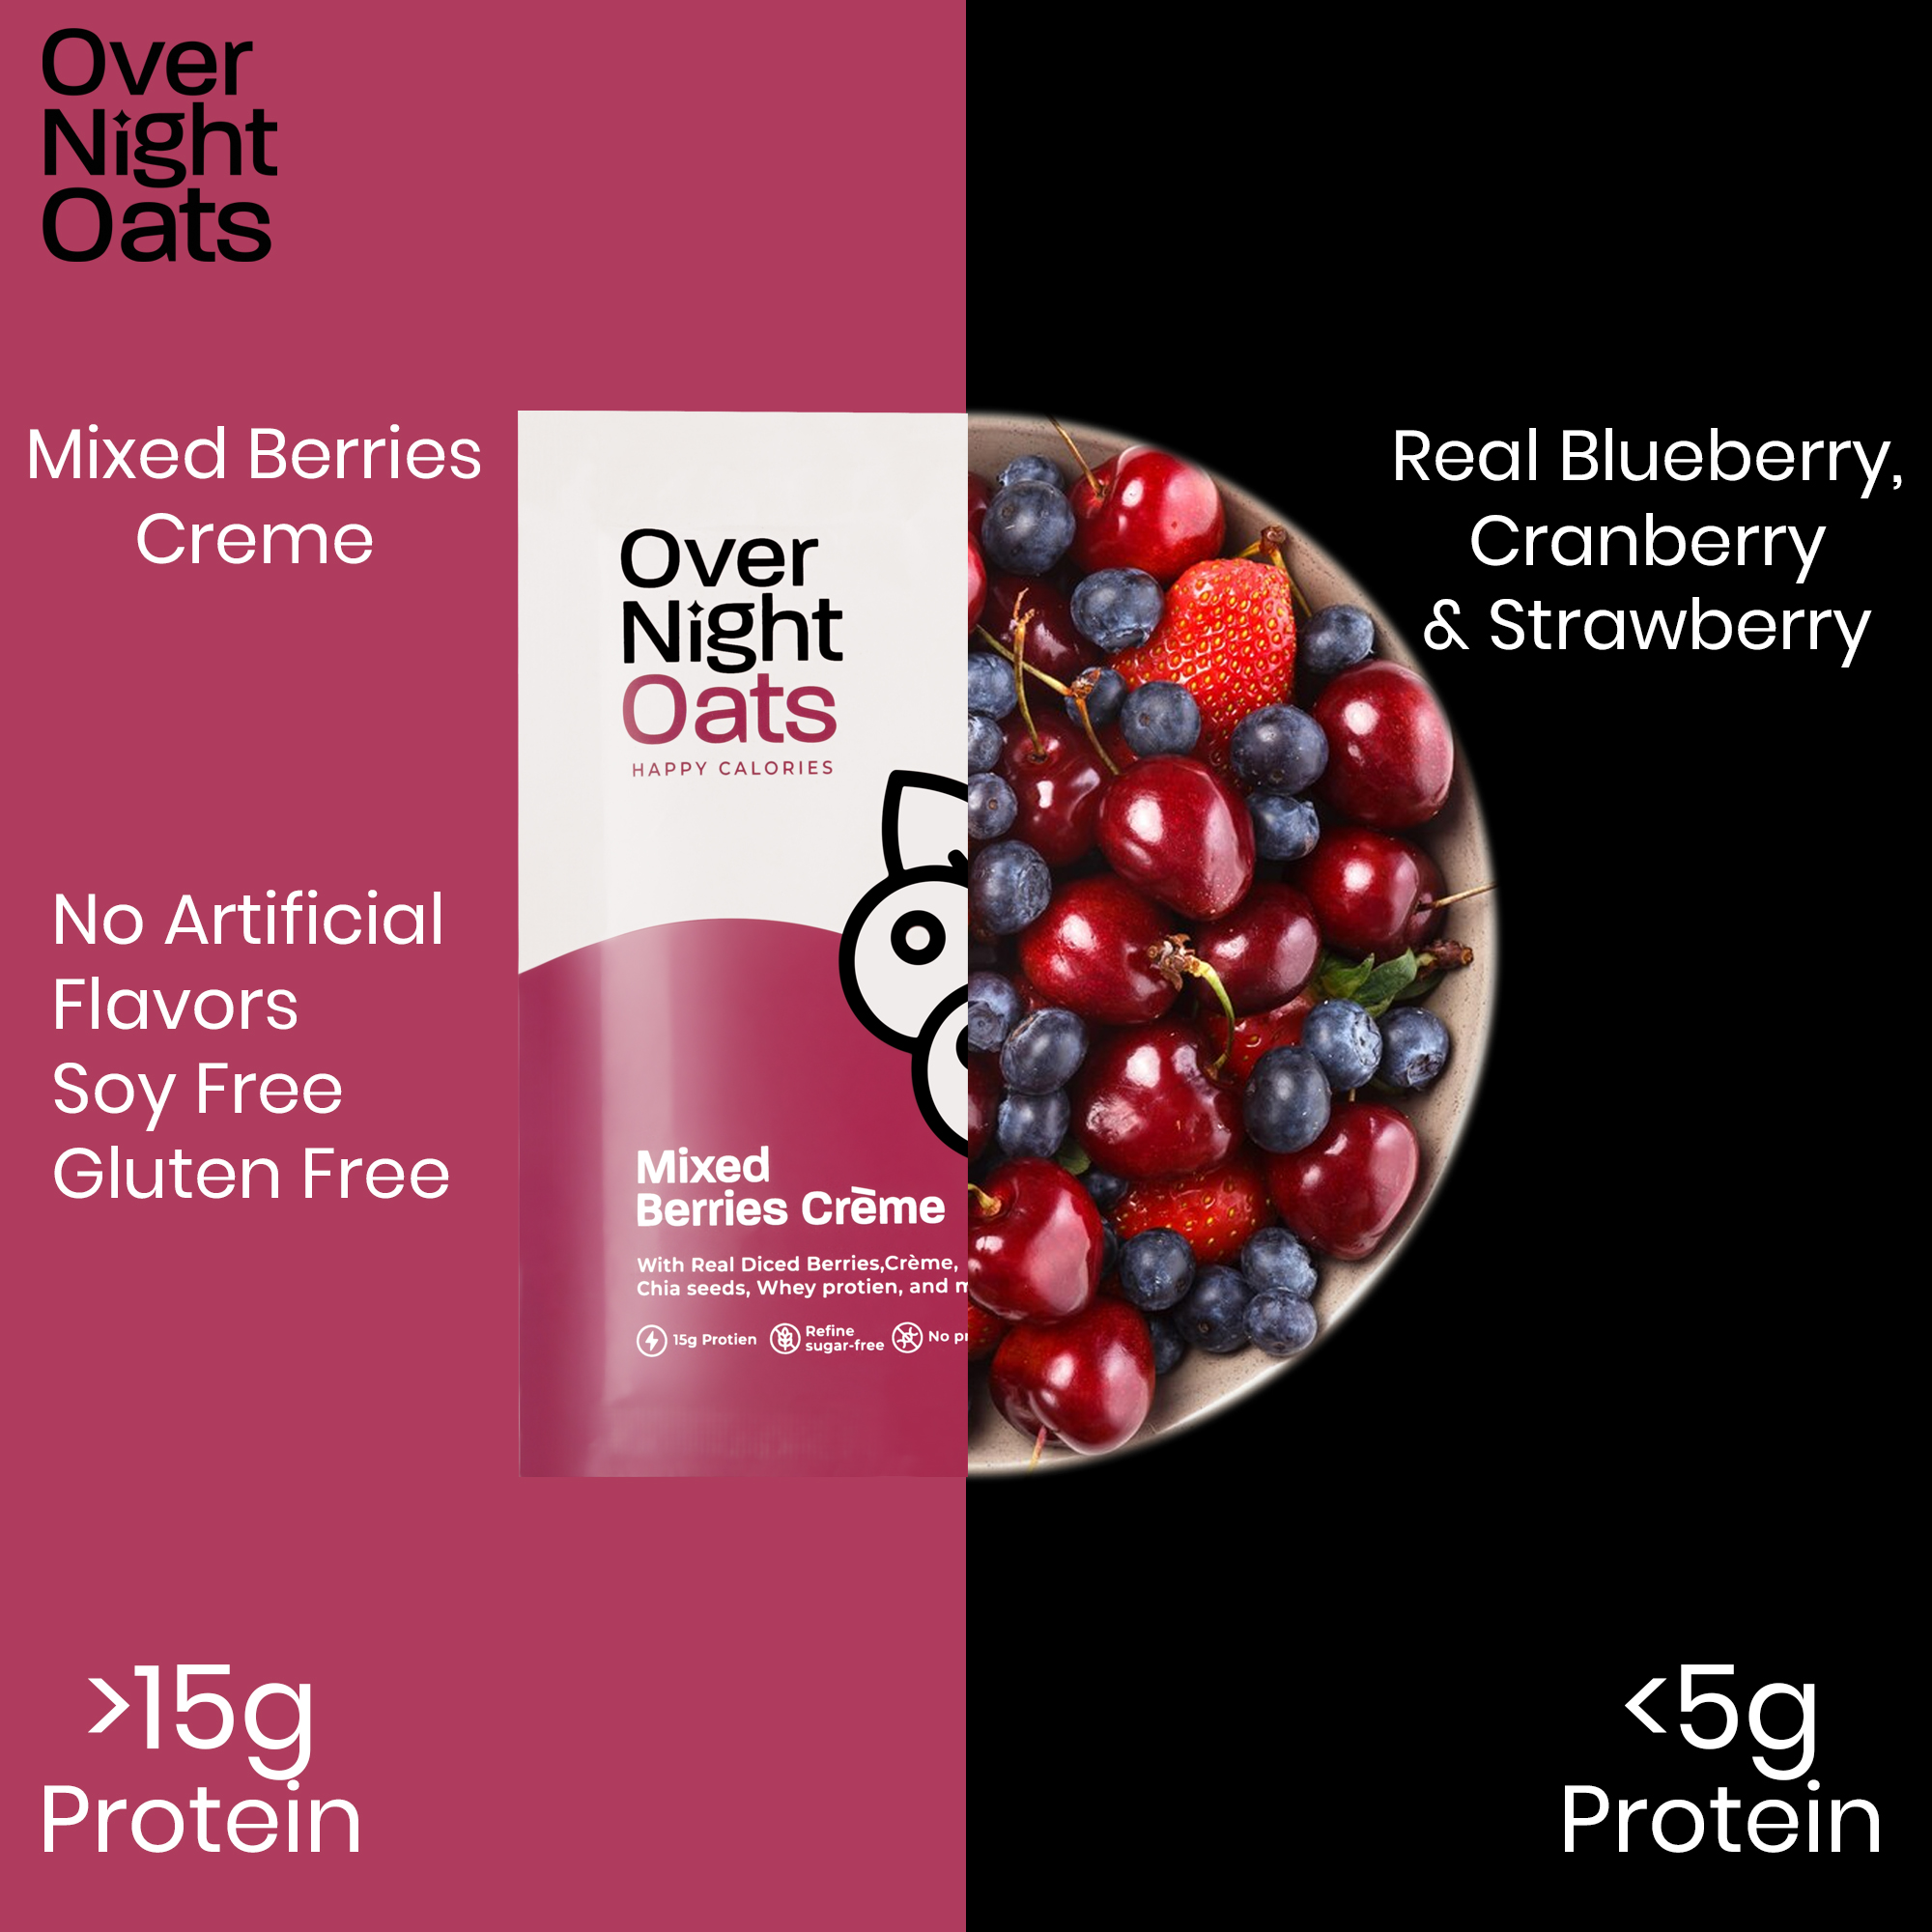 Over
Night
Oats
Mixed Berries
Creme
Real Blueberry,
Cranberry
& Strawberry
Over
Night
Oats
HAPPY CALORIES
No Artificial
Flavors
Soy Free
Gluten Free
Mixed
Berries Crēme
With Real Diced Berries,Crème,
Chia seeds, Whey protien, and m
15g Protien
Refine
sugar-free
No pr
>15g
Protein
<5g
Protein